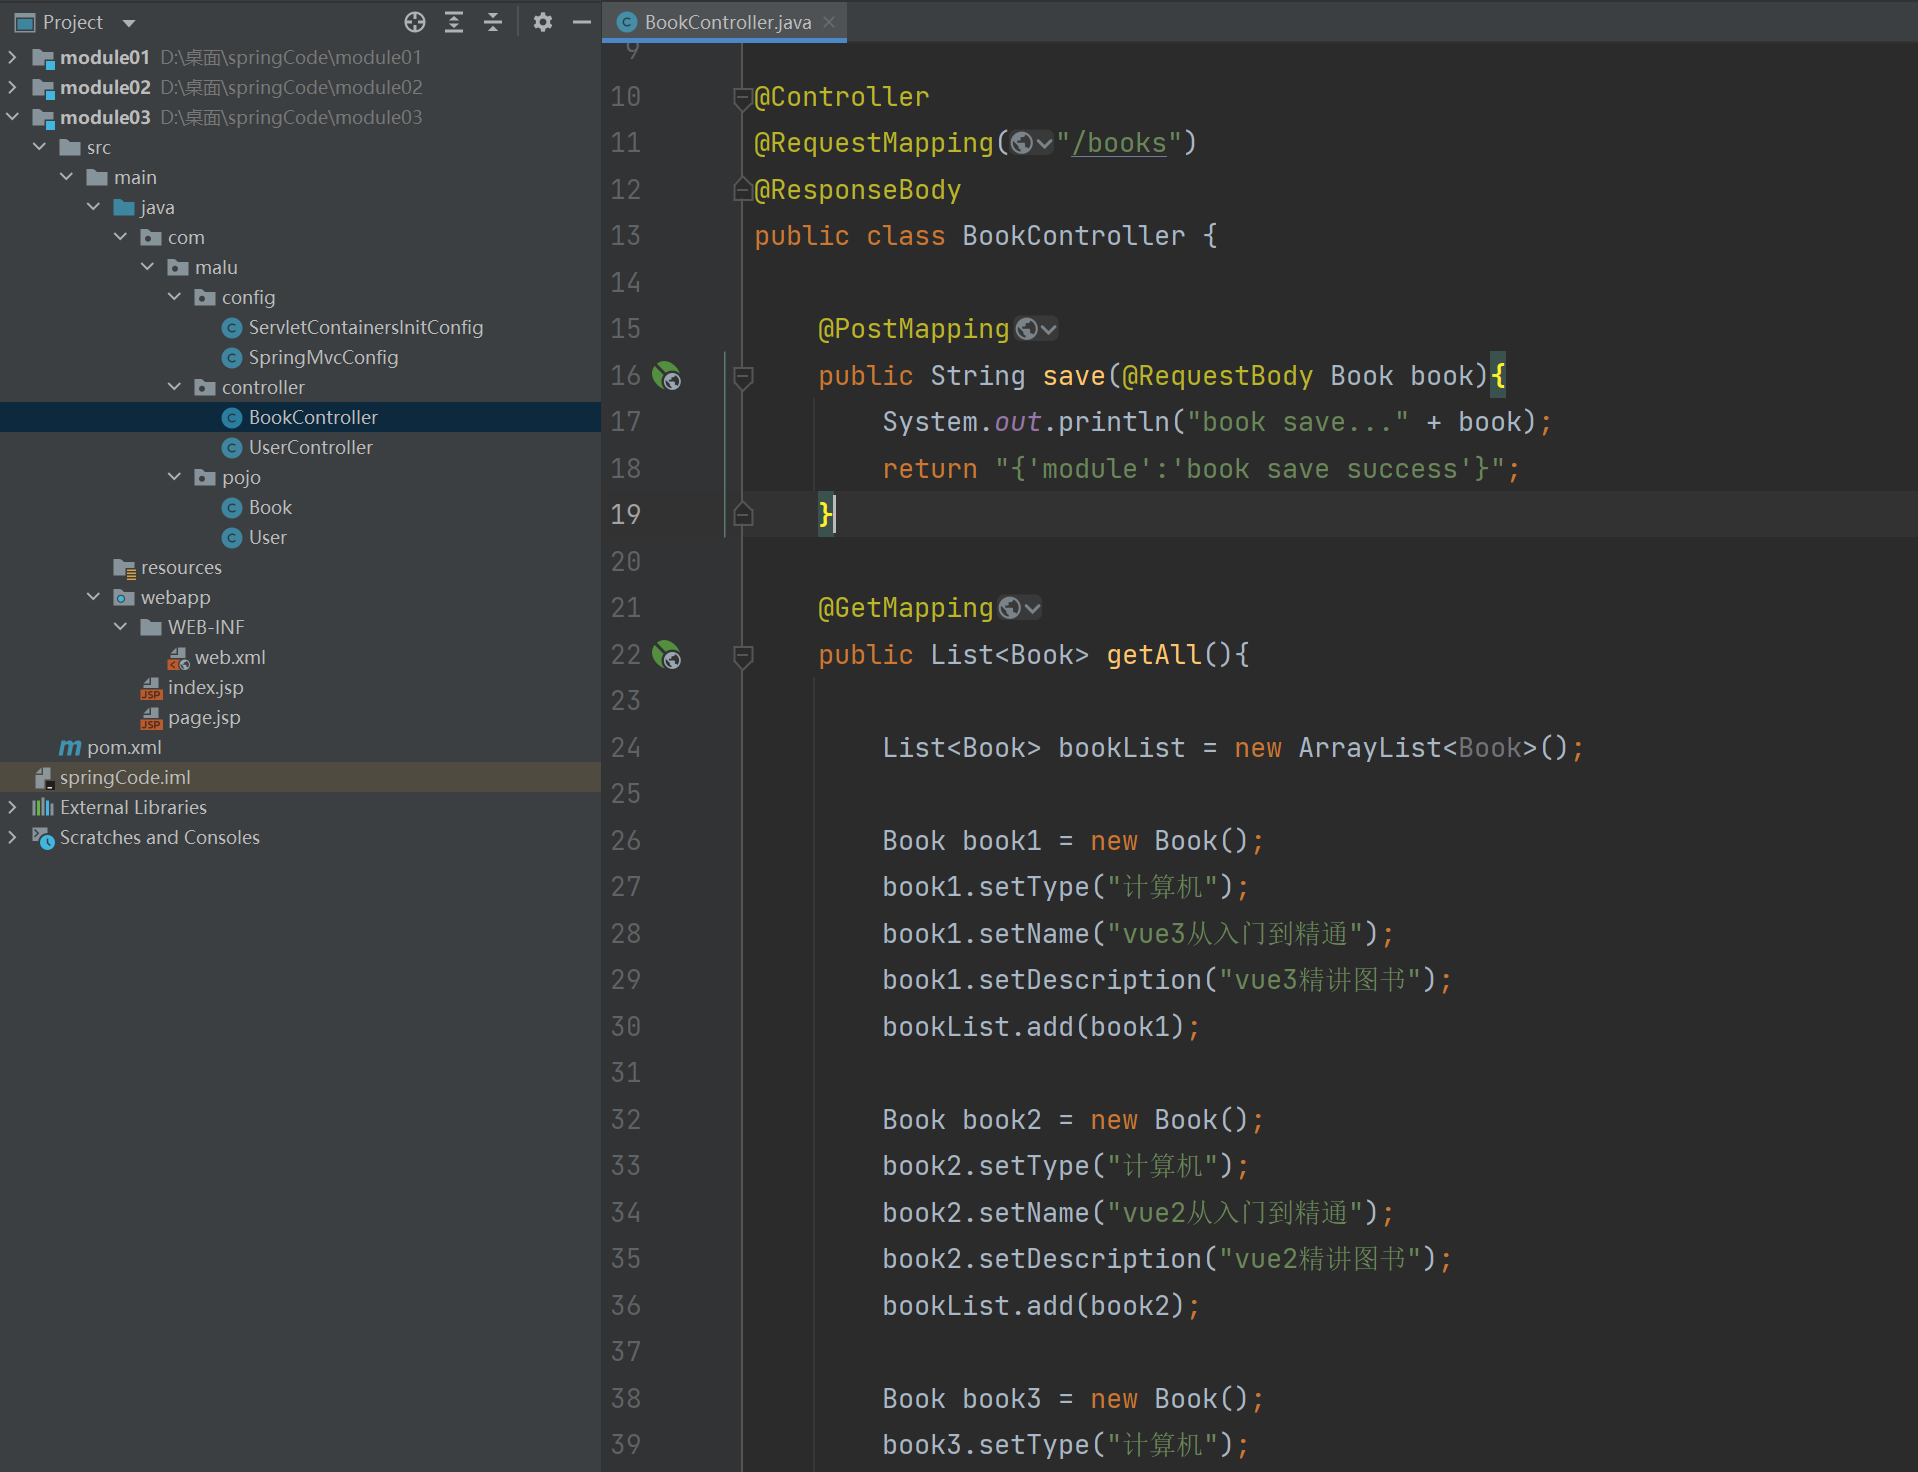 Project
module01 D:\桌面\springCode\module01
module02 D:\桌面\springCode\module02
module03 D:\桌面\springCode\module03
src
main
java
com
malu
config
ServletContainersInitConfig
SpringMvcConfig
controller
BookController
UserController
pojo
Book
User
resources
webapp
WEB-INF
web.xml
index.jsp
page.jsp
pom.xml
springCode.iml
External Libraries
Scratches and Consoles
BookController.java
9
10 @Controller
11 @RequestMapping("/books")
12 @ResponseBody
13 public class BookController {
14
15 @PostMapping
16 public String save(@RequestBody Book book){
17 System.out.println("book save..." + book);
18 return "{'module':'book save success'}";
19 }
20
21 @GetMapping
22 public List<Book> getAll(){
23
24 List<Book> bookList = new ArrayList<Book>();
25
26 Book book1 = new Book();
27 book1.setType("计算机");
28 book1.setName("vue3从入门到精通");
29 book1.setDescription("vue3精讲图书");
30 bookList.add(book1);
31
32 Book book2 = new Book();
33 book2.setType("计算机");
34 book2.setName("vue2从入门到精通");
35 book2.setDescription("vue2精讲图书");
36 bookList.add(book2);
37
38 Book book3 = new Book();
39 book3.setType("计算机");